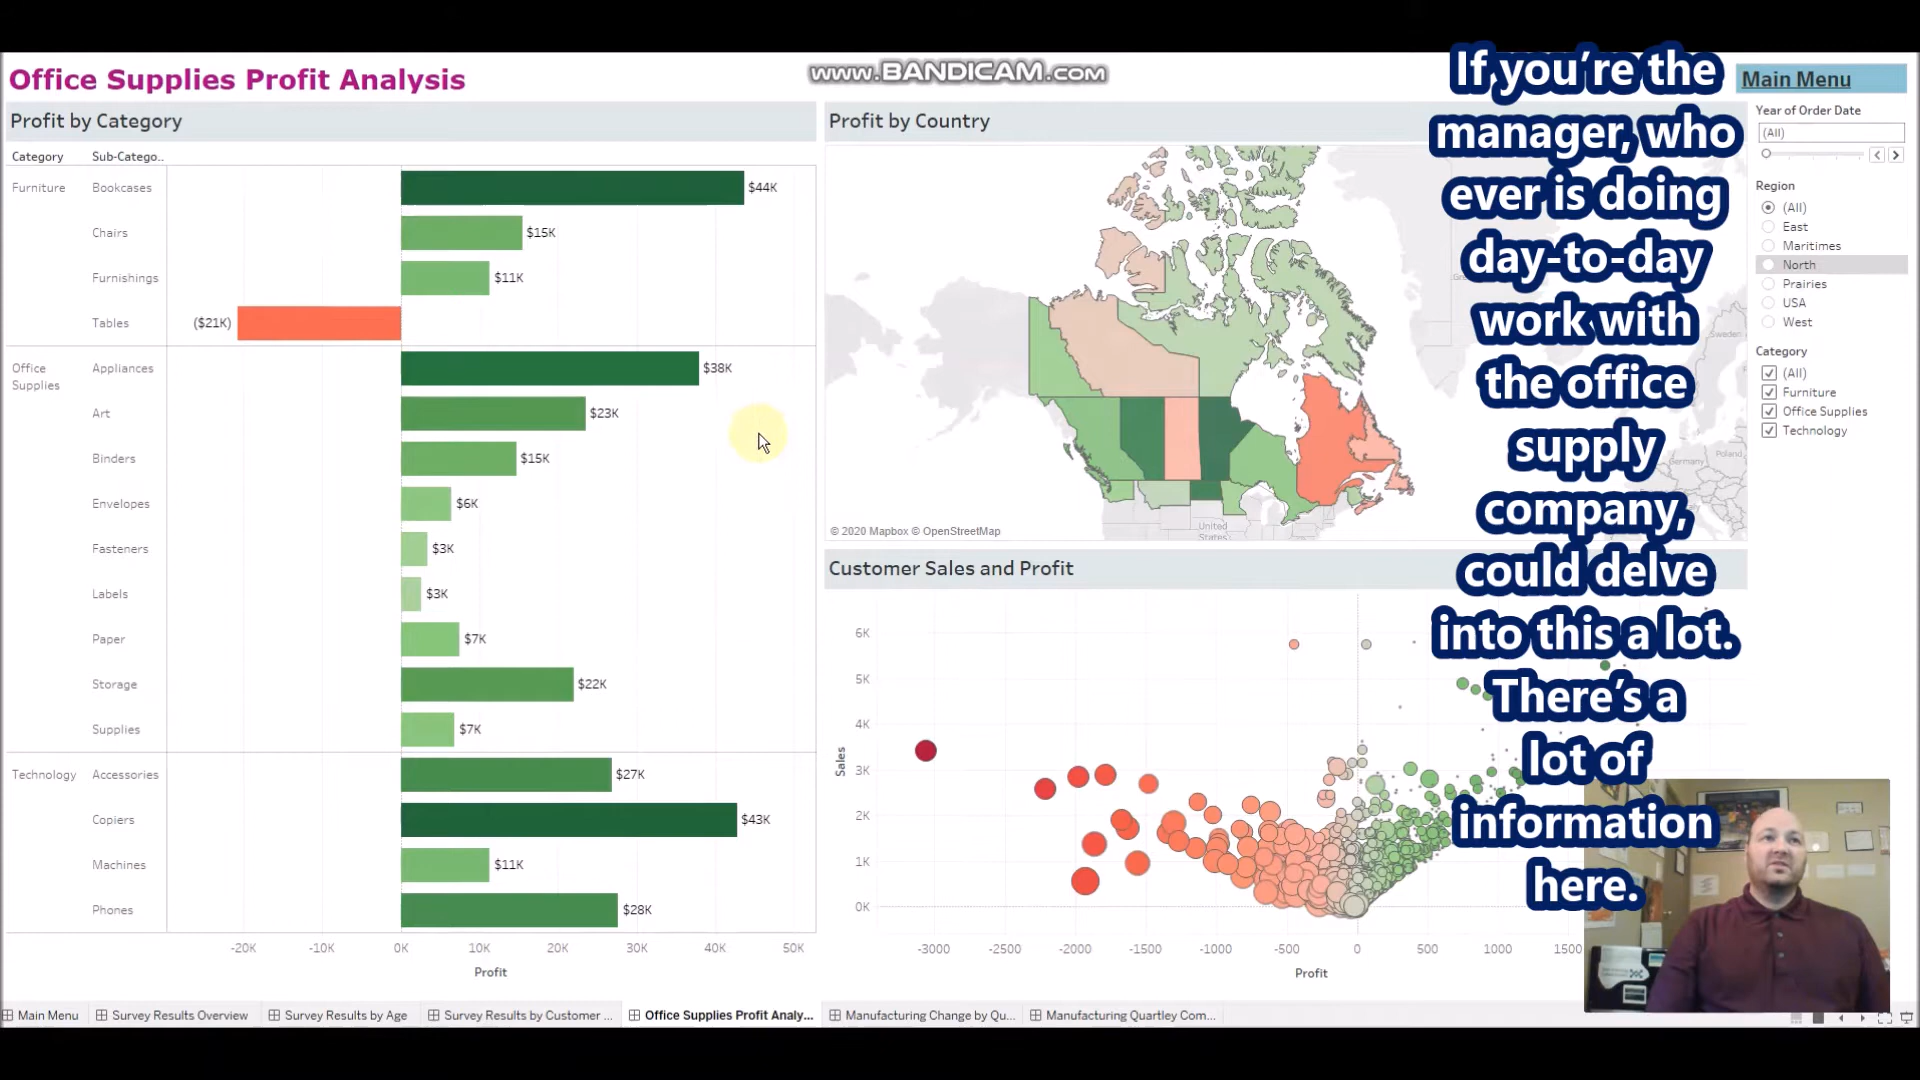 Office Supplies Profit Analysis
www.BANDICAM.com
Main Menu
Profit by Category
Category
Sub-Catego..
Furniture
Bookcases
$44K
Chairs
$15K
Furnishings
$11K
Tables
($21K)
Office
Supplies
Appliances
$38K
Art
$23K
Binders
$15K
Envelopes
$6K
Fasteners
$3K
Labels
$3K
Paper
$7K
Storage
$22K
Supplies
$7K
Technology
Accessories
$27K
Copiers
$43K
Machines
$11K
Phones
$28K
-20K -10K 0K 10K 20K 30K 40K 50K
Profit
Profit by Country
United
States
Sweden
Poland
Germany
© 2020 Mapbox © OpenStreetMap
Customer Sales and Profit
Sales
6K
5K
4K
3K
2K
1K
0K
-3000 -2500 -2000 -1500 -1000 -500 0 500 1000 1500
Profit
If you’re the
manager, who
ever is doing
day-to-day
work with
the office
supply
company,
could delve
into this a lot.
There’s a
lot of
information
here.
Year of Order Date
(All)
Region
(All)
East
Maritimes
North
Prairies
USA
West
Category
(All)
Furniture
Office Supplies
Technology
Main Menu
Survey Results Overview
Survey Results by Age
Survey Results by Customer ...
Office Supplies Profit Analy...
Manufacturing Change by Qu...
Manufacturing Quartley Com...